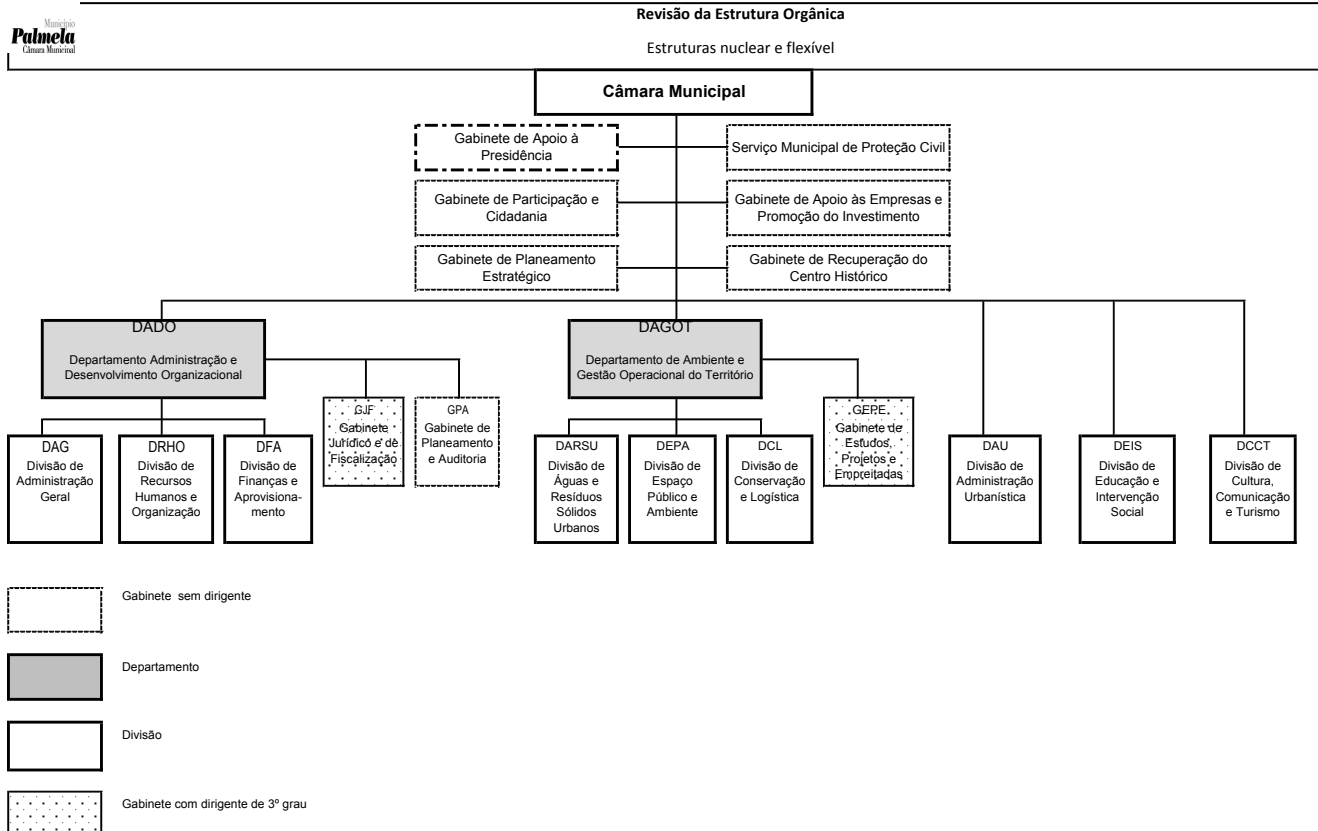 Município
Palmela
Câmara Municipal
Revisão da Estrutura Orgânica
Estruturas nuclear e flexível
Câmara Municipal
Gabinete de Apoio à
Presidência
Serviço Municipal de Proteção Civil
Gabinete de Participação e
Cidadania
Gabinete de Apoio às Empresas e
Promoção do Investimento
Gabinete de Planeamento
Estratégico
Gabinete de Recuperação do
Centro Histórico
DADO
Departamento Administração e
Desenvolvimento Organizacional
DAGOT
Departamento de Ambiente e
Gestão Operacional do Território
DAG
Divisão de
Administração
Geral
DRHO
Divisão de
Recursos
Humanos e
Organização
DFA
Divisão de
Finanças e
Aprovisiona-
mento
GJF
Gabinete
Jurídico e de
Fiscalização
GPA
Gabinete de
Planeamento
e Auditoria
DARSU
Divisão de
Águas e
Resíduos
Sólidos
Urbanos
DEPA
Divisão de
Espaço
Público e
Ambiente
DCL
Divisão de
Conservação
e Logística
GEPE
Gabinete de
Estudos,
Projetos e
Empreitadas
DAU
Divisão de
Administração
Urbanística
DEIS
Divisão de
Educação e
Intervenção
Social
DCCT
Divisão de
Cultura,
Comunicação
e Turismo
Gabinete sem dirigente
Departamento
Divisão
Gabinete com dirigente de 3º grau